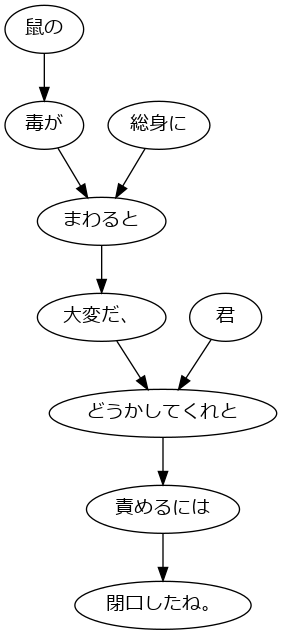 鼠の
毒が
総身に
まわると
大変だ、
君
どうかしてくれと
責めるには
閉口したね。